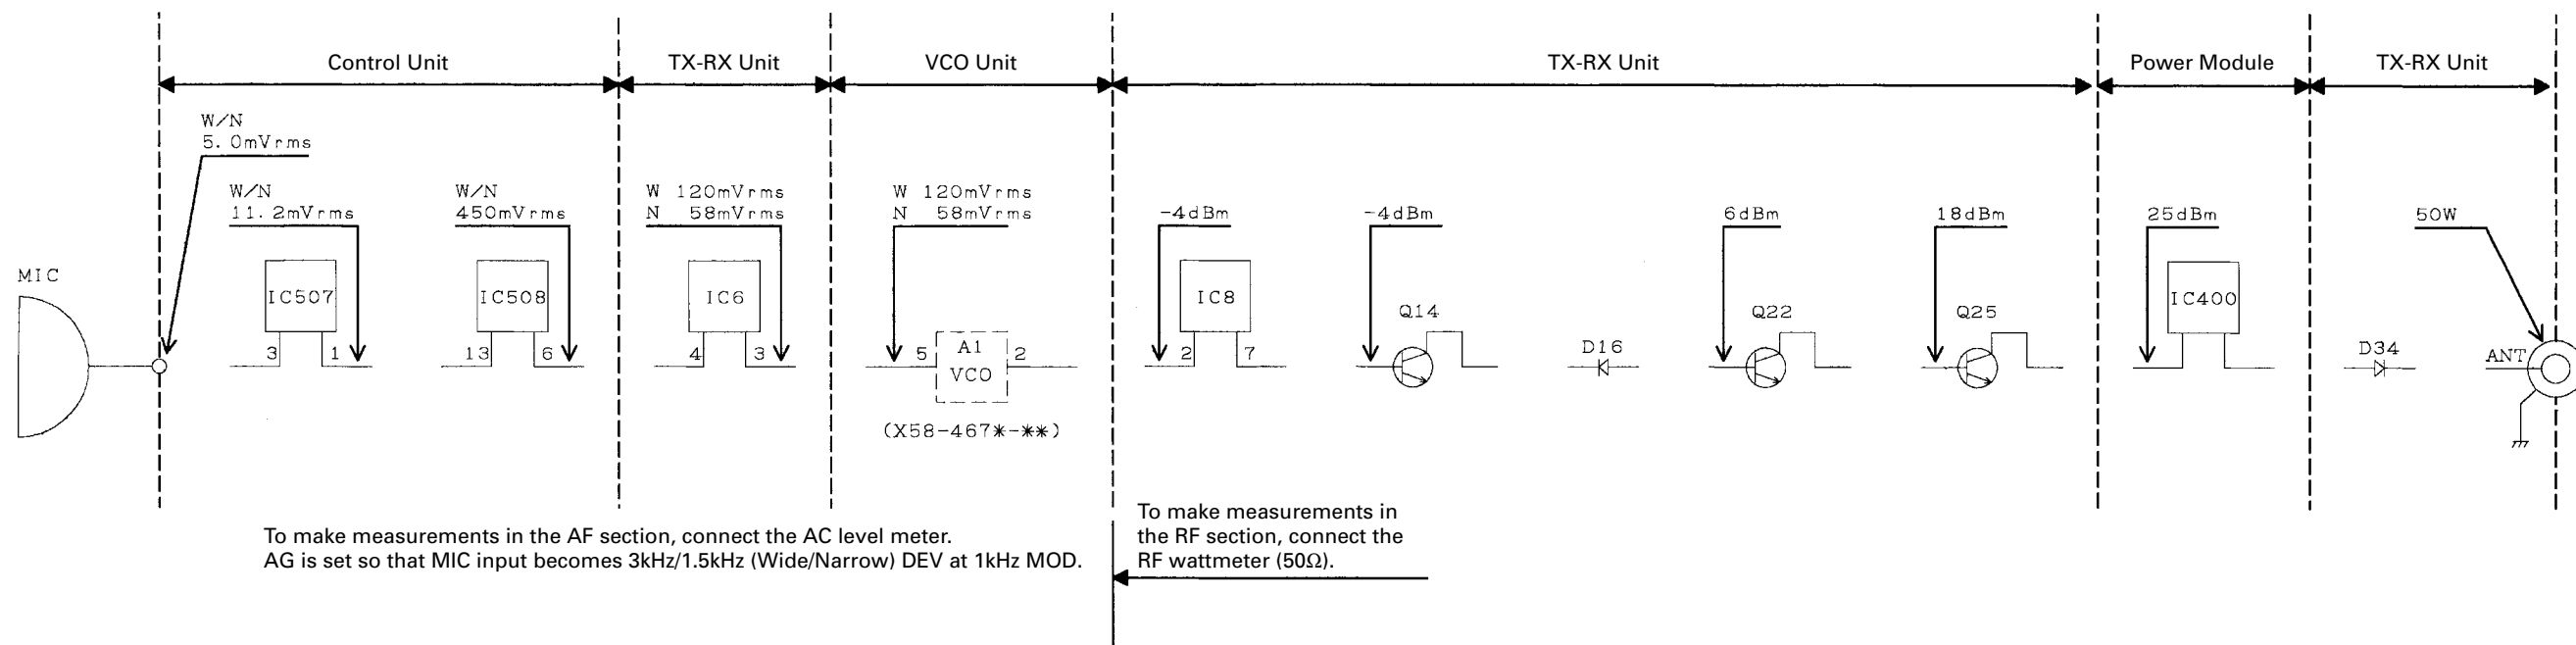 Control Unit
TX-RX Unit
VCO Unit
TX-RX Unit
Power Module
TX-RX Unit
W/N
5.0mVrms
W/N
11.2mVrms
W/N
450mVrms
W 120mVrms
N 58mVrms
W 120mVrms
N 58mVrms
-4dBm
-4dBm
6dBm
18dBm
25dBm
50W
MIC
IC507
3 1
IC508
13 6
IC6
4 3
5 A1 2
VCO
(X58-467*-**)
IC8
2 7
Q14
D16
Q22
Q25
IC400
D34
ANT
To make measurements in the AF section, connect the AC level meter.
AG is set so that MIC input becomes 3kHz/1.5kHz (Wide/Narrow) DEV at 1kHz MOD.
To make measurements in
the RF section, connect the
RF wattmeter (50Ω).